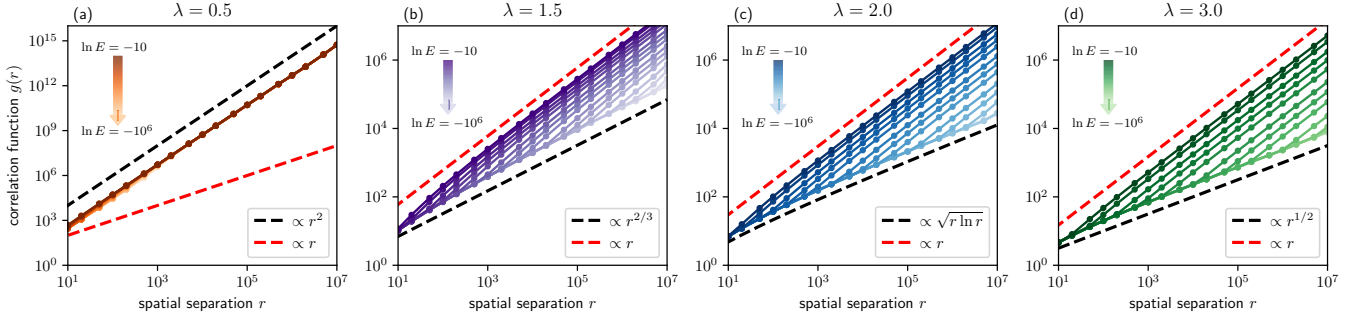 (a) λ = 0.5
correlation function g(r)
10^15
10^12
10^9
10^6
10^3
10^0
ln E = −10
ln E = −10^6
∝ r^2
∝ r
10^1 10^3 10^5 10^7
spatial separation r
(b) λ = 1.5
10^6
10^4
10^2
10^0
ln E = −10
ln E = −10^6
∝ r^{2/3}
∝ r
10^1 10^3 10^5 10^7
spatial separation r
(c) λ = 2.0
10^6
10^4
10^2
10^0
ln E = −10
ln E = −10^6
∝ √(r ln r)
∝ r
10^1 10^3 10^5 10^7
spatial separation r
(d) λ = 3.0
10^6
10^4
10^2
10^0
ln E = −10
ln E = −10^6
∝ r^{1/2}
∝ r
10^1 10^3 10^5 10^7
spatial separation r